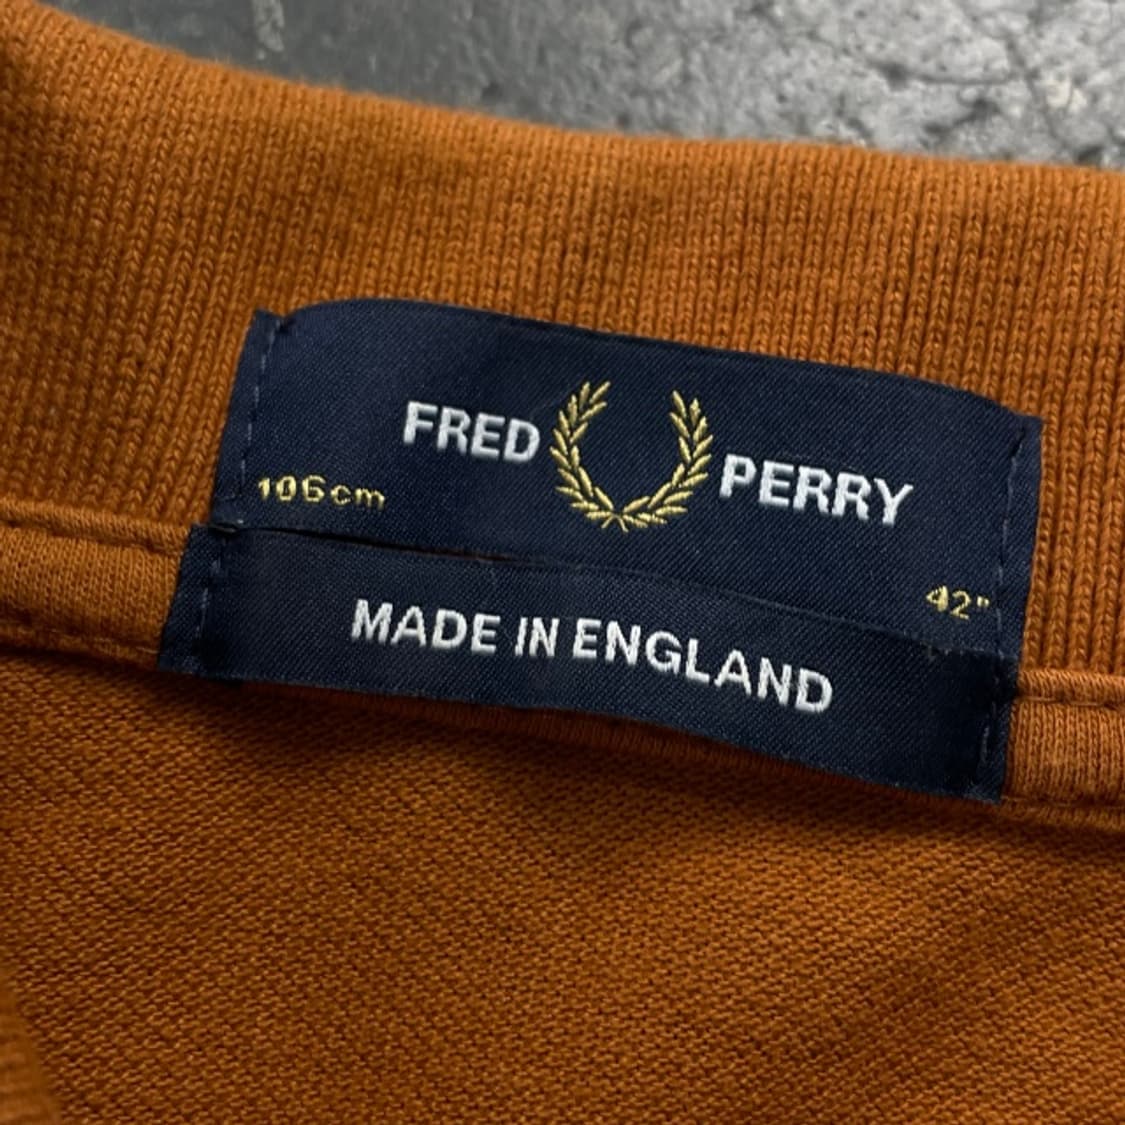 FRED PERRY
106cm
42"
MADE IN ENGLAND